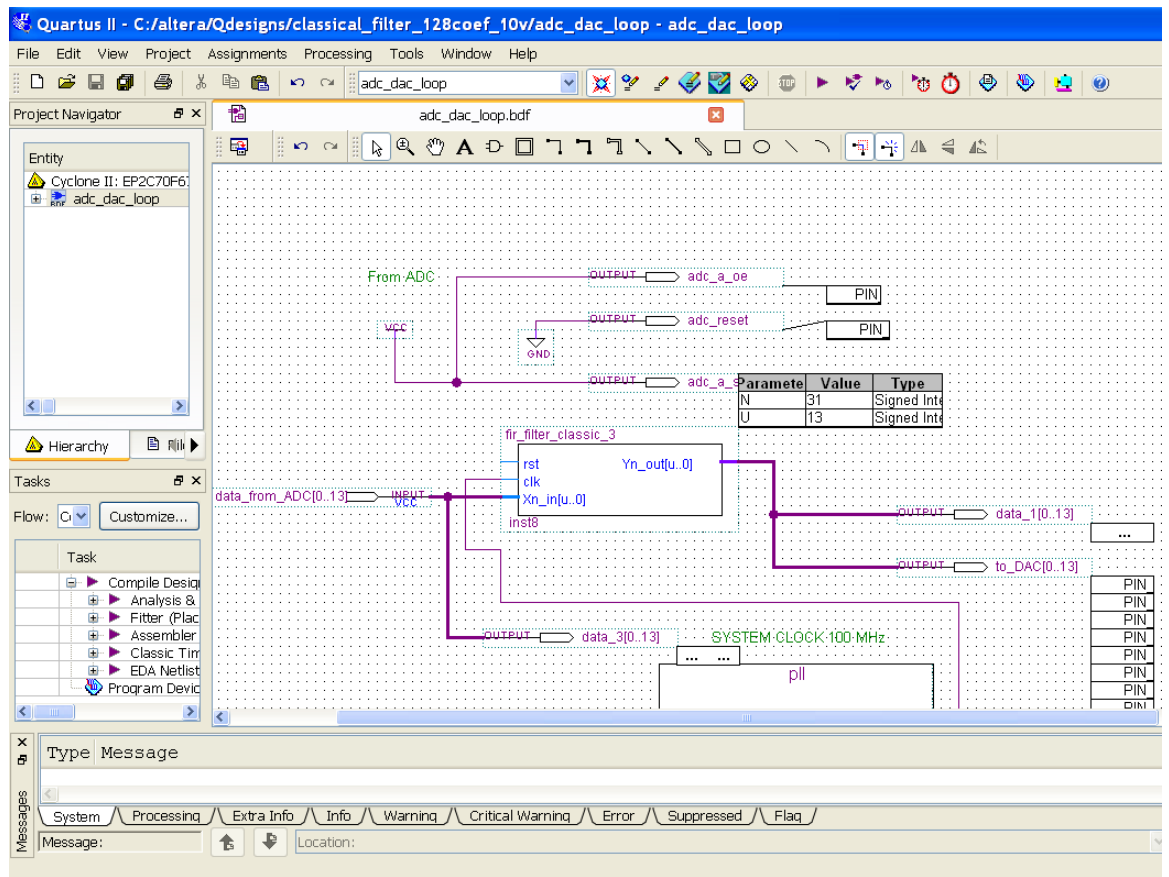 Quartus II - C:/altera/Qdesigns/classical_filter_128coef_10v/adc_dac_loop - adc_dac_loop
File Edit View Project Assignments Processing Tools Window Help
adc_dac_loop
Project Navigator
adc_dac_loop.bdf
Entity
Cyclone II: EP2C70F6
adc_dac_loop
Hierarchy
From ADC
OUTPUT adc_a_oe
PIN
VCC
OUTPUT adc_reset
PIN
GND
OUTPUT adc_a_s
Paramete Value Type
N 31 Signed Inte
U 13 Signed Inte
fir_filter_classic_3
rst Yn_out[u..0]
clk
data_from_ADC[0..13] INPUT VCC Xn_in[u..0]
inst8
OUTPUT data_1[0..13]
...
OUTPUT to_DAC[0..13]
PIN
PIN
PIN
PIN
PIN
PIN
PIN
PIN
OUTPUT data_3[0..13]
SYSTEM CLOCK 100 MHz
... ...
pll
Tasks
Flow: Customize...
Task
Compile Desig
Analysis &
Fitter (Plac
Assembler
Classic Tim
EDA Netlist
Program Devic
Type Message
Messages
System Processing Extra Info Info Warning Critical Warning Error Suppressed Flag
Message: Location: